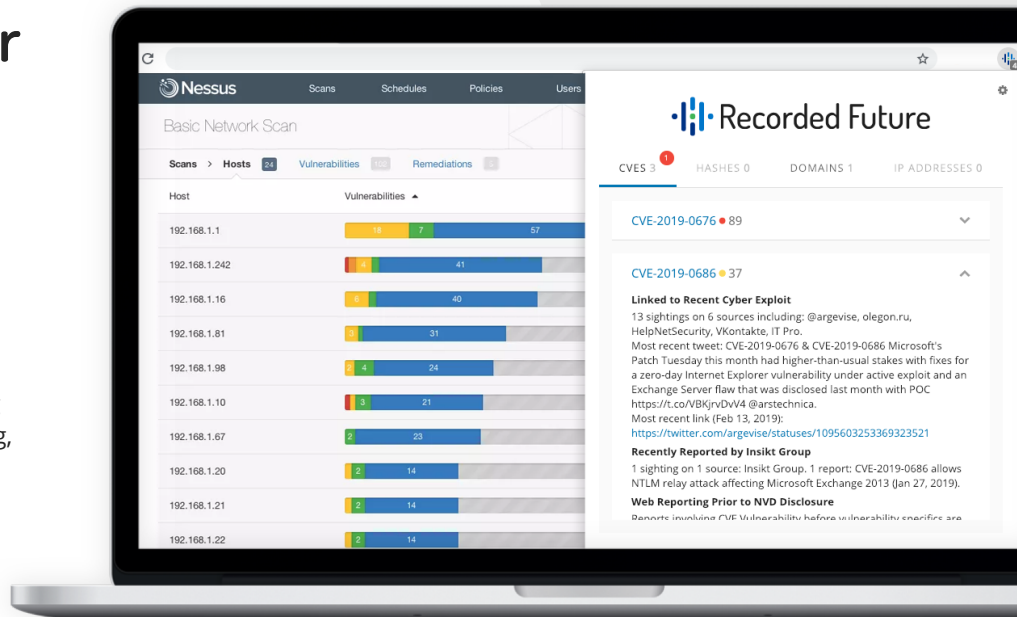 r
g,
Nessus
Scans Schedules Policies Users
Basic Network Scan
Scans > Hosts 24 Vulnerabilities Remediations
Host Vulnerabilities
192.168.1.1 18 7 57
192.168.1.242 4 41
192.168.1.16 6 40
192.168.1.81 3 31
192.168.1.98 2 4 24
192.168.1.10 3 21
192.168.1.67 2 23
192.168.1.20 2 14
192.168.1.21 2 14
192.168.1.22 2 14
Recorded Future
CVES 3 1 HASHES 0 DOMAINS 1 IP ADDRESSES 0
CVE-2019-0676 89
CVE-2019-0686 37
Linked to Recent Cyber Exploit
13 sightings on 6 sources including: @argevise, olegon.ru,
HelpNetSecurity, VKontakte, IT Pro.
Most recent tweet: CVE-2019-0676 & CVE-2019-0686 Microsoft's
Patch Tuesday this month had higher-than-usual stakes with fixes for
a zero-day Internet Explorer vulnerability under active exploit and an
Exchange Server flaw that was disclosed last month with POC
https://t.co/VBKjrvDvV4 @arstechnica.
Most recent link (Feb 13, 2019):
https://twitter.com/argevise/statuses/1095603253369323521
Recently Reported by Insikt Group
1 sighting on 1 source: Insikt Group. 1 report: CVE-2019-0686 allows
NTLM relay attack affecting Microsoft Exchange 2013 (Jan 27, 2019).
Web Reporting Prior to NVD Disclosure
Reports involving CVE Vulnerability before vulnerability specifics are